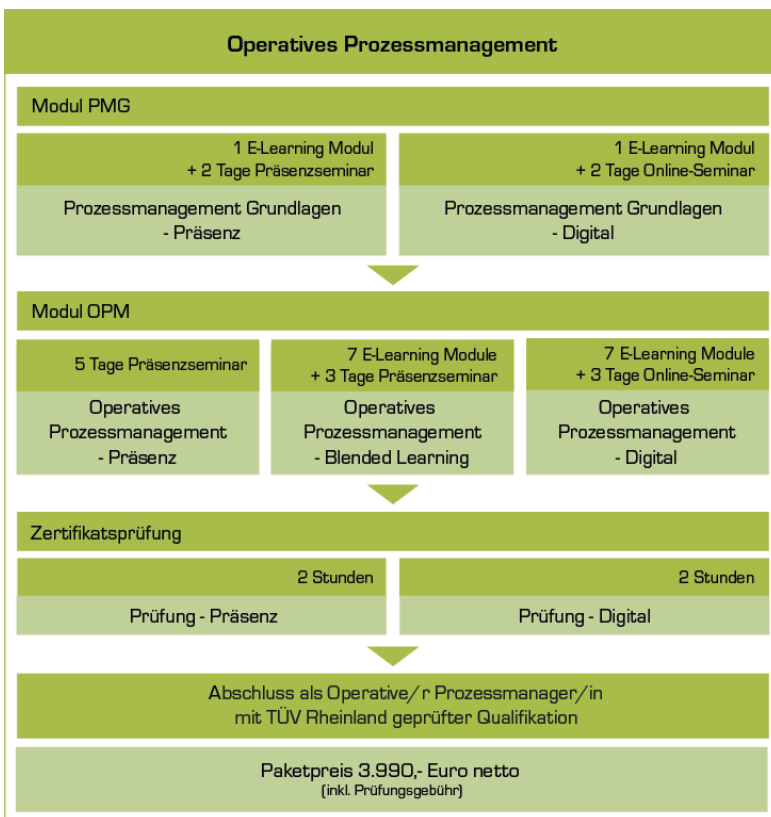 Operatives Prozessmanagement
Modul PMG
1 E-Learning Modul
+ 2 Tage Präsenzseminar
Prozessmanagement Grundlagen
- Präsenz
1 E-Learning Modul
+ 2 Tage Online-Seminar
Prozessmanagement Grundlagen
- Digital
Modul OPM
5 Tage Präsenzseminar
Operatives
Prozessmanagement
- Präsenz
7 E-Learning Module
+ 3 Tage Präsenzseminar
Operatives
Prozessmanagement
- Blended Learning
7 E-Learning Module
+ 3 Tage Online-Seminar
Operatives
Prozessmanagement
- Digital
Zertifikatsprüfung
2 Stunden
Prüfung - Präsenz
2 Stunden
Prüfung - Digital
Abschluss als Operative/r Prozessmanager/in
mit TÜV Rheinland geprüfter Qualifikation
Paketpreis 3.990,- Euro netto
(inkl. Prüfungsgebühr)